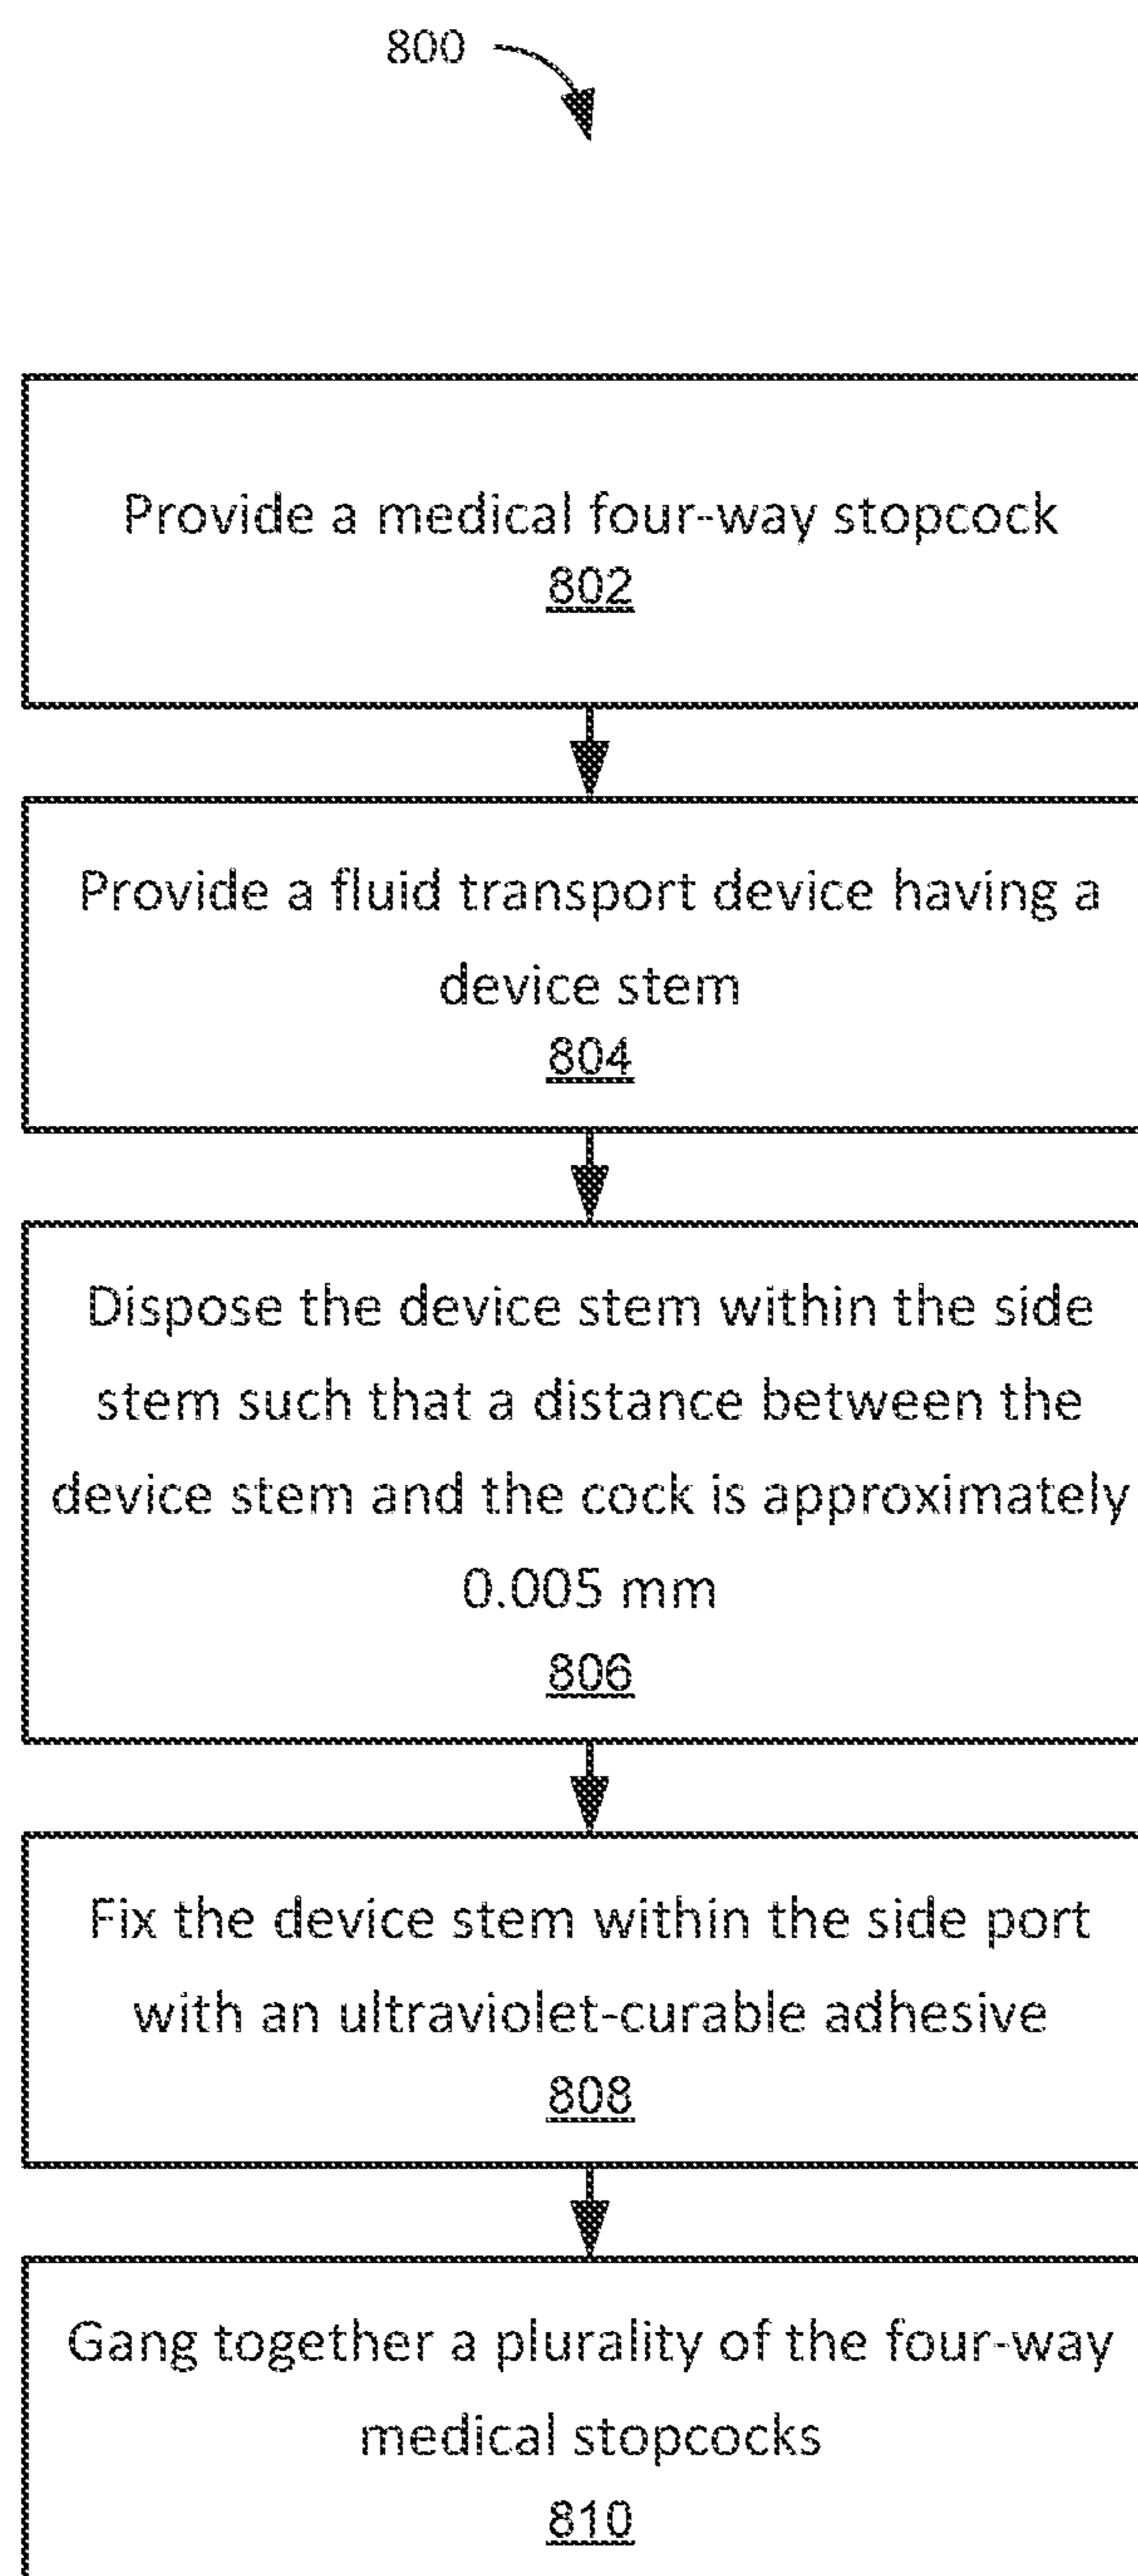 800
Provide a medical four-way stopcock
802
Provide a fluid transport device having a
device stem
804
Dispose the device stem within the side
stem such that a distance between the
device stem and the cock is approximately
0.005 mm
806
Fix the device stem within the side port
with an ultraviolet-curable adhesive
808
Gang together a plurality of the four-way
medical stopcocks
810